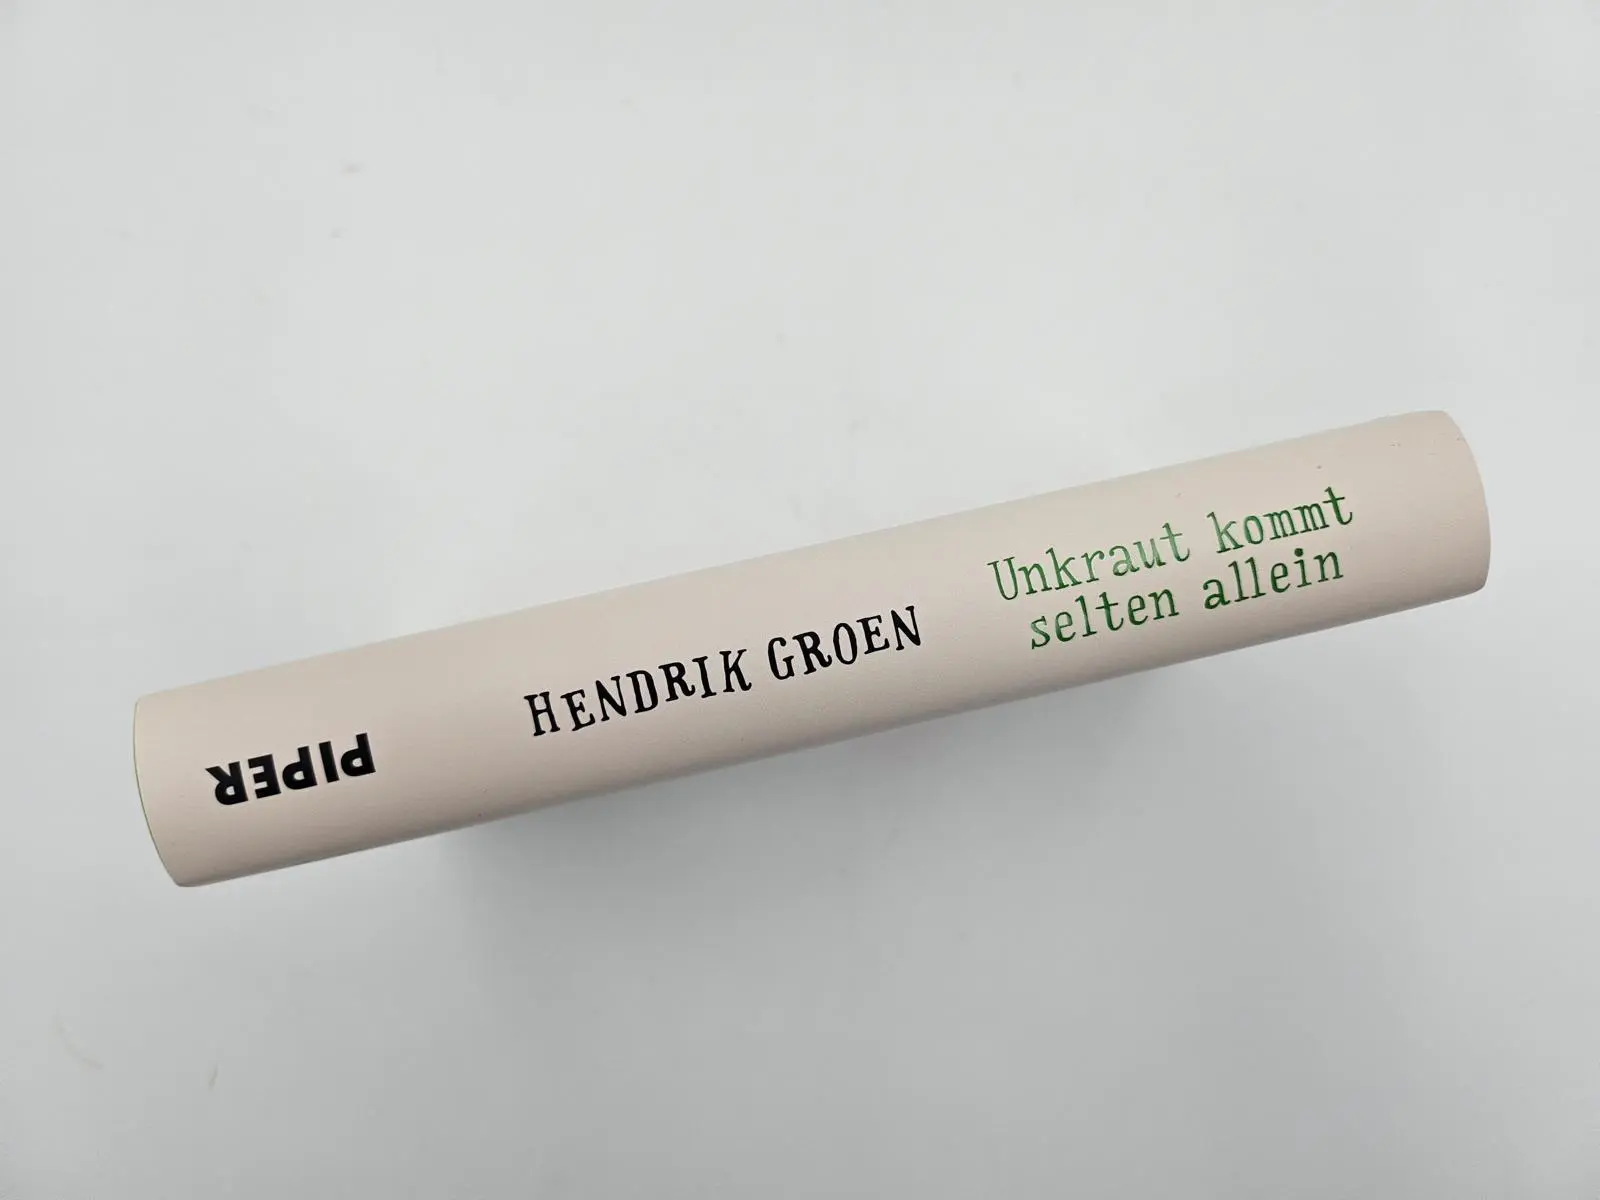 PIPER
HENDRIK GROEN
Unkraut kommt
selten allein